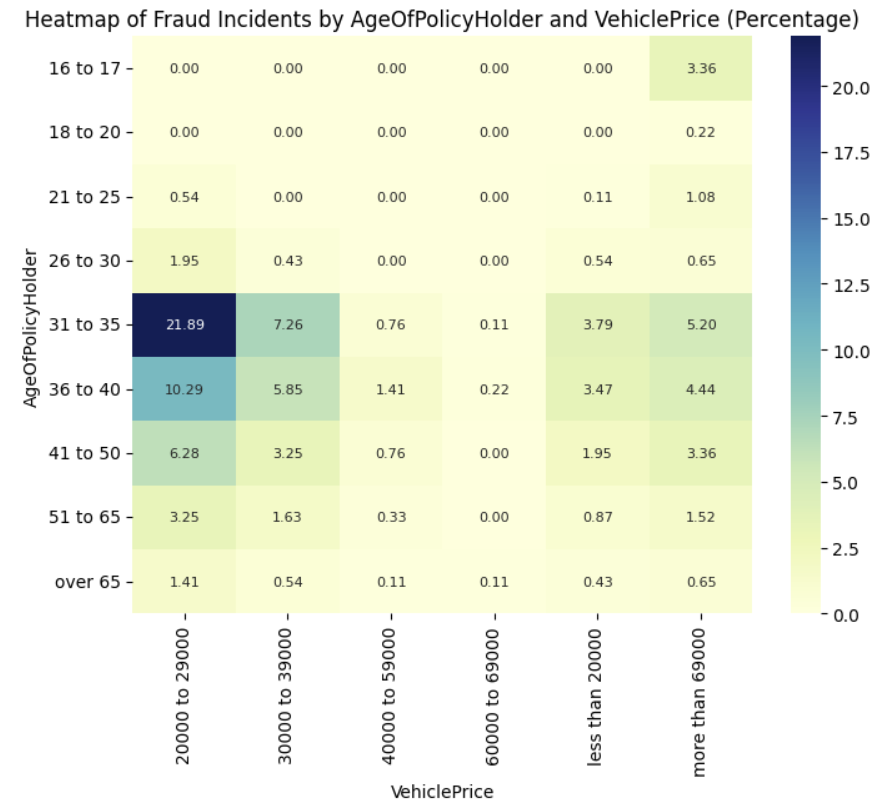 Heatmap of Fraud Incidents by AgeOfPolicyHolder and VehiclePrice (Percentage)
16 to 17 0.00 0.00 0.00 0.00 0.00 3.36
18 to 20 0.00 0.00 0.00 0.00 0.00 0.22
21 to 25 0.54 0.00 0.00 0.00 0.11 1.08
26 to 30 1.95 0.43 0.00 0.00 0.54 0.65
31 to 35 21.89 7.26 0.76 0.11 3.79 5.20
36 to 40 10.29 5.85 1.41 0.22 3.47 4.44
41 to 50 6.28 3.25 0.76 0.00 1.95 3.36
51 to 65 3.25 1.63 0.33 0.00 0.87 1.52
over 65 1.41 0.54 0.11 0.11 0.43 0.65
AgeOfPolicyHolder
20000 to 29000
30000 to 39000
40000 to 59000
60000 to 69000
less than 20000
more than 69000
VehiclePrice
20.0
17.5
15.0
12.5
10.0
7.5
5.0
2.5
0.0